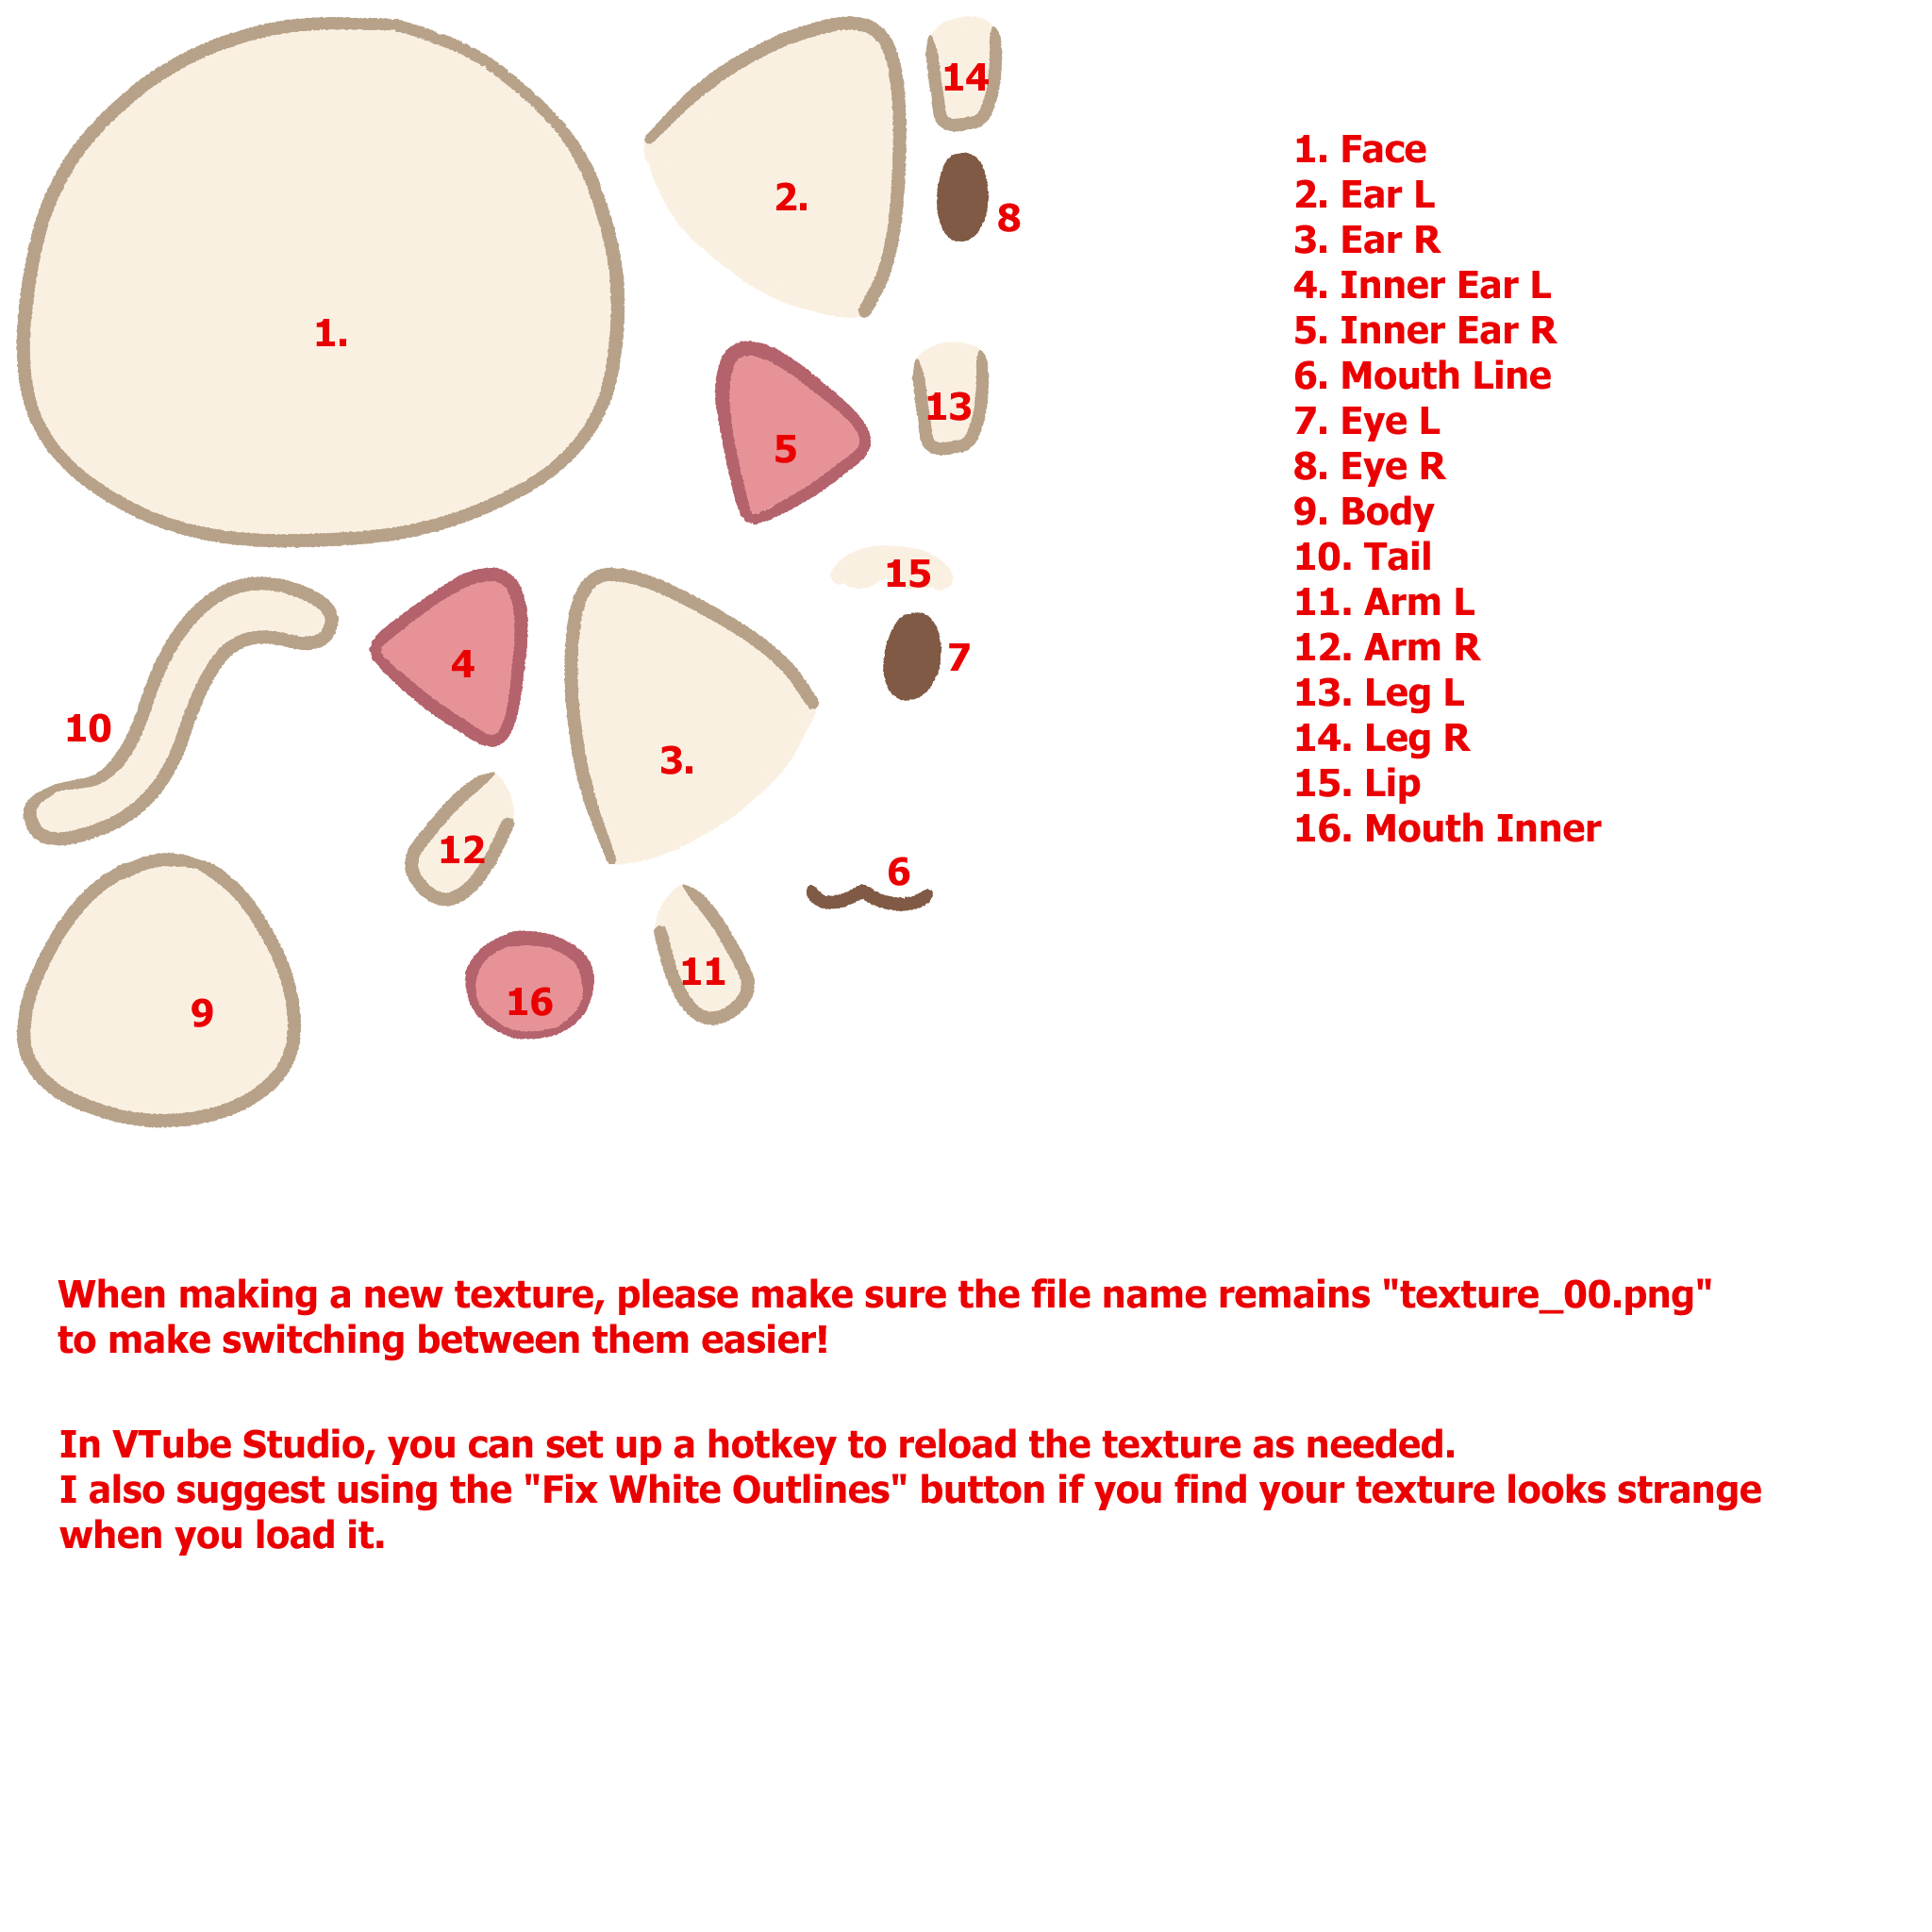 14
2.
8
1.
13
5
15
4
7
10
3.
12
6
11
16
9
1. Face
2. Ear L
3. Ear R
4. Inner Ear L
5. Inner Ear R
6. Mouth Line
7. Eye L
8. Eye R
9. Body
10. Tail
11. Arm L
12. Arm R
13. Leg L
14. Leg R
15. Lip
16. Mouth Inner
When making a new texture, please make sure the file name remains "texture_00.png"
to make switching between them easier!
In VTube Studio, you can set up a hotkey to reload the texture as needed.
I also suggest using the "Fix White Outlines" button if you find your texture looks strange
when you load it.